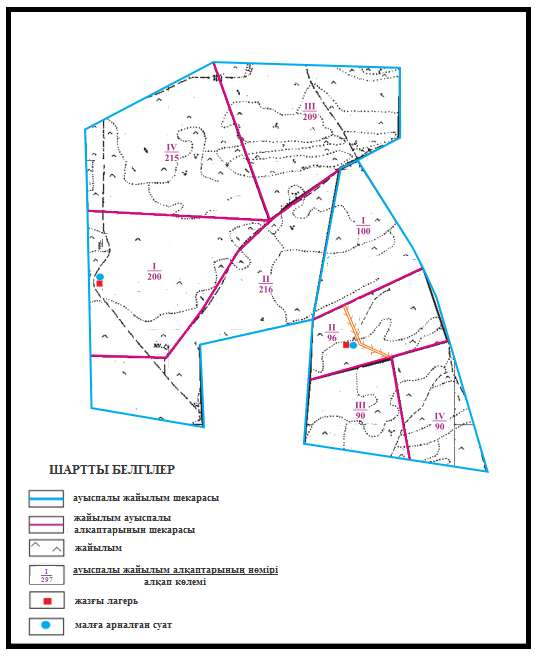 III
209
IV
215
I
100
I
200
II
216
II
96
III
90
IV
90
ШАРТТЫ БЕЛГІЛЕР
ауыспалы жайылым шекарасы
жайылым ауыспалы
алқаптарынын шекарасы
жайылым
I
297
ауыспалы жайылым алқаптарының нөмірі
алқап көлемі
жазғы лагерь
малға арналған суат